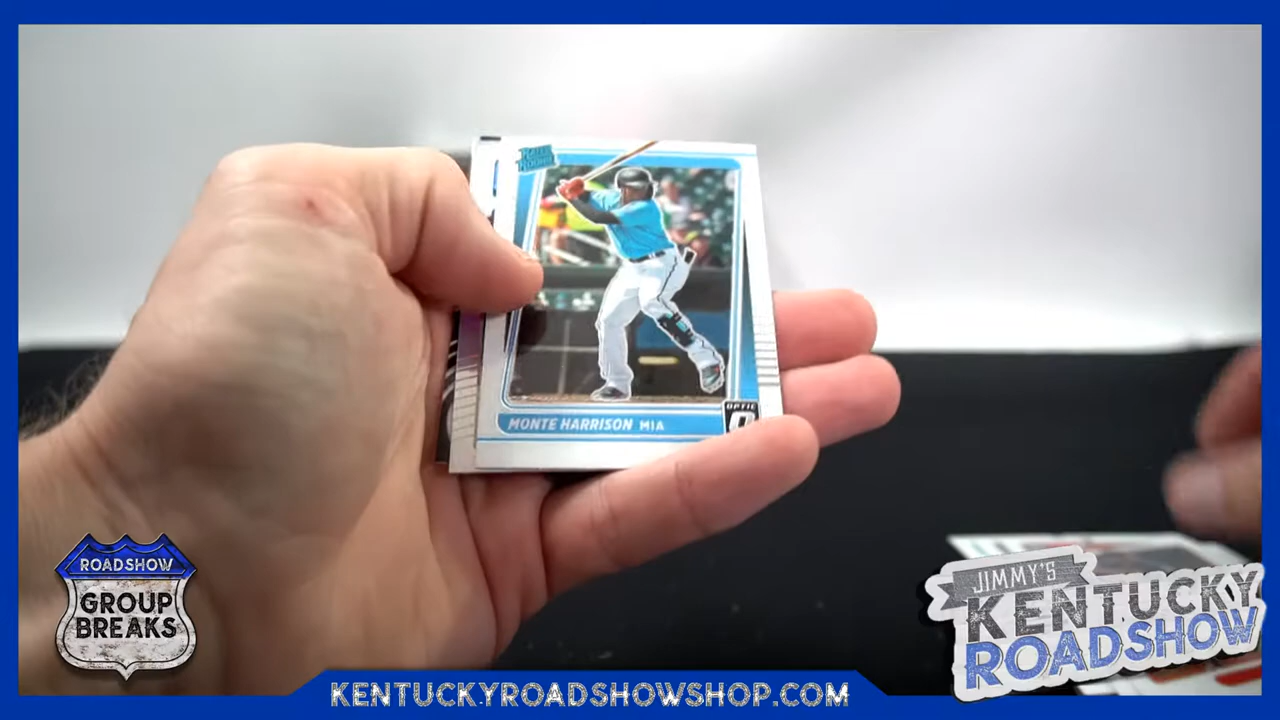 RATED
ROOKIE
MONTE HARRISON MIA
OPTIC
ROADSHOW
GROUP
BREAKS
JIMMY'S
KENTUCKY
ROADSHOW
KENTUCKYROADSHOWSHOP.COM